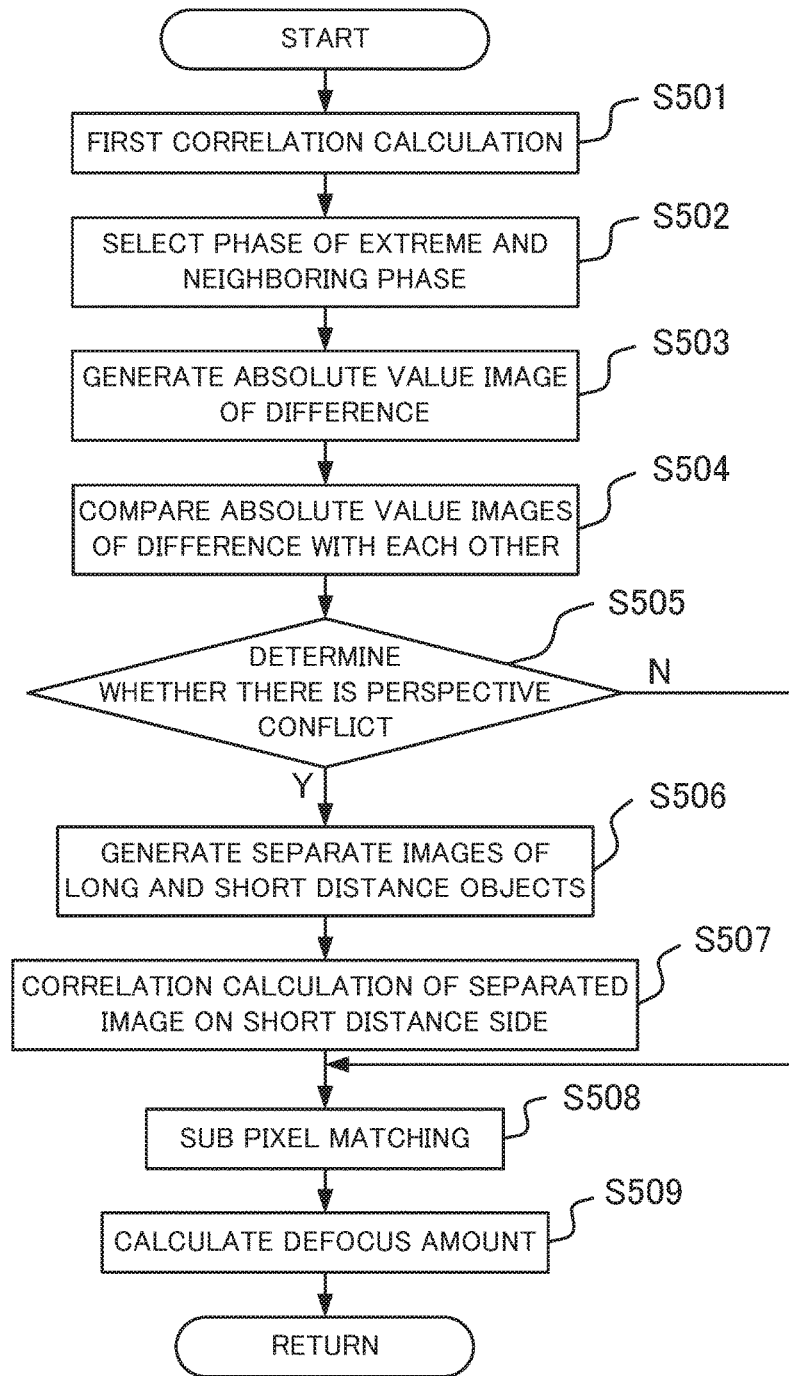 START
S501
FIRST CORRELATION CALCULATION
S502
SELECT PHASE OF EXTREME AND
NEIGHBORING PHASE
S503
GENERATE ABSOLUTE VALUE IMAGE
OF DIFFERENCE
S504
COMPARE ABSOLUTE VALUE IMAGES
OF DIFFERENCE WITH EACH OTHER
S505
DETERMINE
WHETHER THERE IS PERSPECTIVE
CONFLICT
N
Y
S506
GENERATE SEPARATE IMAGES OF
LONG AND SHORT DISTANCE OBJECTS
S507
CORRELATION CALCULATION OF SEPARATED
IMAGE ON SHORT DISTANCE SIDE
S508
SUB PIXEL MATCHING
S509
CALCULATE DEFOCUS AMOUNT
RETURN